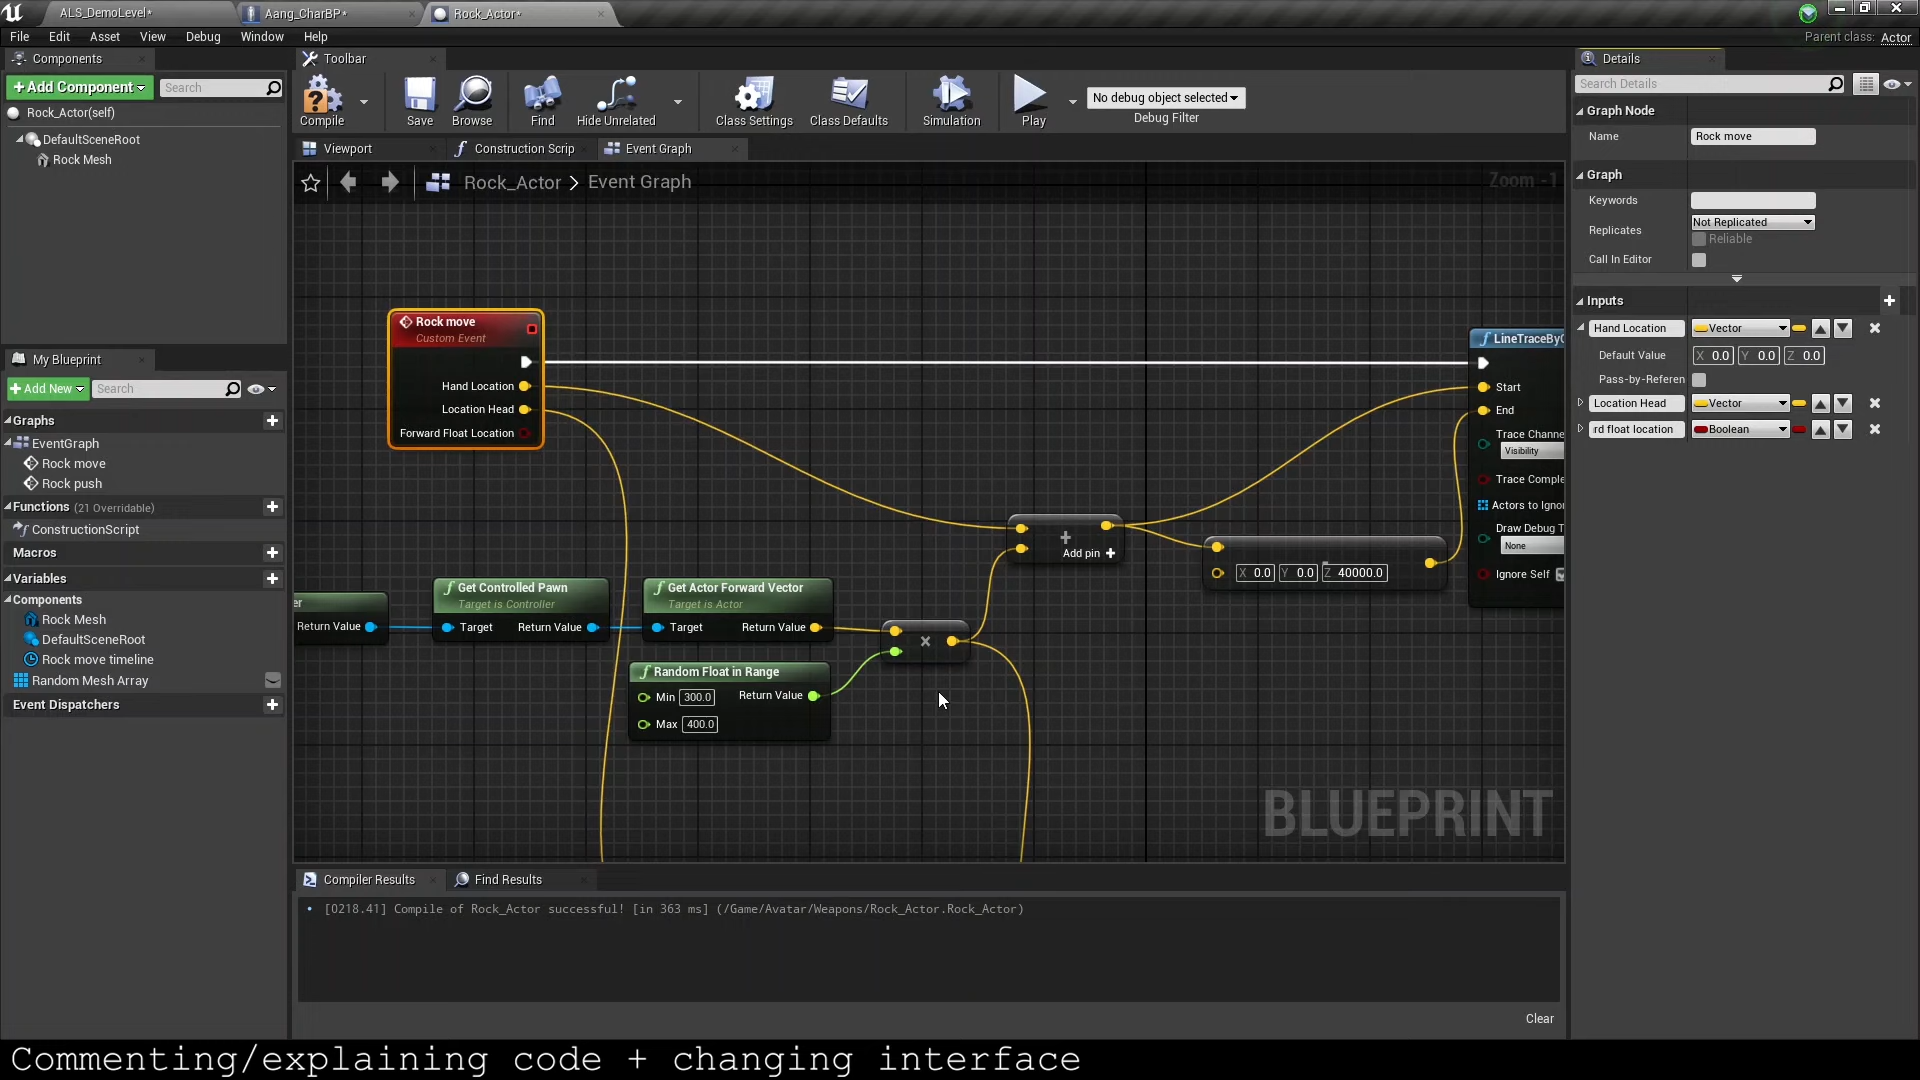 ALS_DemoLevel*
Aang_CharBP*
Rock_Actor*
File Edit Asset View Debug Window Help
Parent class: Actor
Components
+Add Component
Search
Rock_Actor(self)
DefaultSceneRoot
Rock Mesh
My Blueprint
+Add New
Search
Graphs
EventGraph
Rock move
Rock push
Functions (21 Overridable)
ConstructionScript
Macros
Variables
Components
Rock Mesh
DefaultSceneRoot
Rock move timeline
Random Mesh Array
Event Dispatchers
Toolbar
Compile
Save
Browse
Find
Hide Unrelated
Class Settings
Class Defaults
Simulation
Play
No debug object selected
Debug Filter
Viewport
Construction Scrip
Event Graph
Rock_Actor > Event Graph
Zoom -1
Rock move
Custom Event
Hand Location
Location Head
Forward Float Location
er
Return Value
Get Controlled Pawn
Target is Controller
Target Return Value
Get Actor Forward Vector
Target is Actor
Target Return Value
Random Float in Range
Min 300.0 Return Value
Max 400.0
×
+
Add pin +
X 0.0 Y 0.0 Z 40000.0
LineTraceByC
Start
End
Trace Channe
Visibility
Trace Comple
Actors to Ignor
Draw Debug T
None
Ignore Self
BLUEPRINT
Compiler Results
Find Results
• [0218.41] Compile of Rock_Actor successful! [in 363 ms] (/Game/Avatar/Weapons/Rock_Actor.Rock_Actor)
Clear
Details
Search Details
Graph Node
Name Rock move
Graph
Keywords
Replicates Not Replicated
Reliable
Call In Editor
Inputs
Hand Location Vector
Default Value X 0.0 Y 0.0 Z 0.0
Pass-by-Referen
Location Head Vector
rd float location Boolean
Commenting/explaining code + changing interface